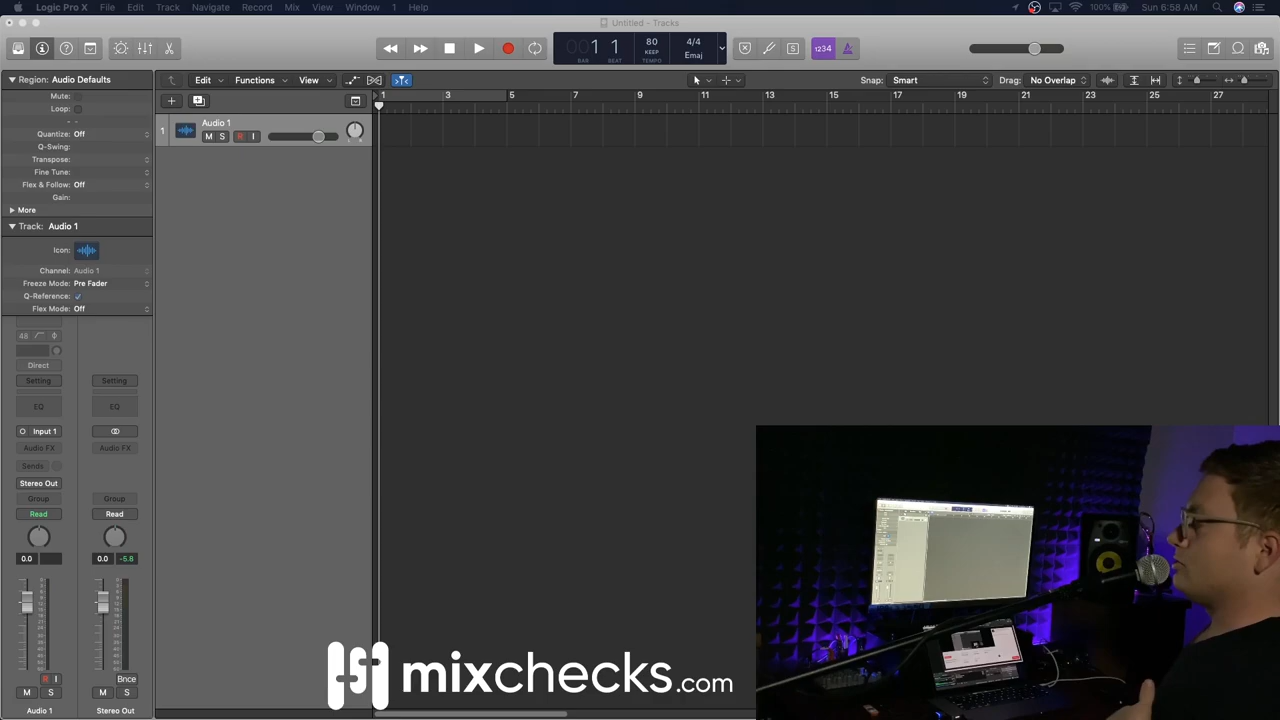 Logic Pro X File Edit Track Navigate Record Mix View Window 1 Help 100% Sun 6:58 AM
Untitled - Tracks
001 1 80 4/4
KEEP Emaj
BAR BEAT TEMPO
1234
S
Region: Audio Defaults
Edit Functions View Snap: Smart Drag: No Overlap
1 3 5 7 9 11 13 15 17 19 21 23 25 27
Mute:
Loop:
Quantize: Off
Q-Swing:
Transpose:
Fine Tune:
Flex & Follow: Off
Gain:
More
1 Audio 1
M S R I
Track: Audio 1
Icon:
Channel: Audio 1
Freeze Mode: Pre Fader
Q-Reference:
Flex Mode: Off
48
Direct
Setting Setting
EQ EQ
Input 1
Audio FX Audio FX
Sends
Stereo Out
Group Group
Read Read
0.0 0.0 -5.8
R I Bnce
M S M S
Audio 1 Stereo Out
mixchecks.com